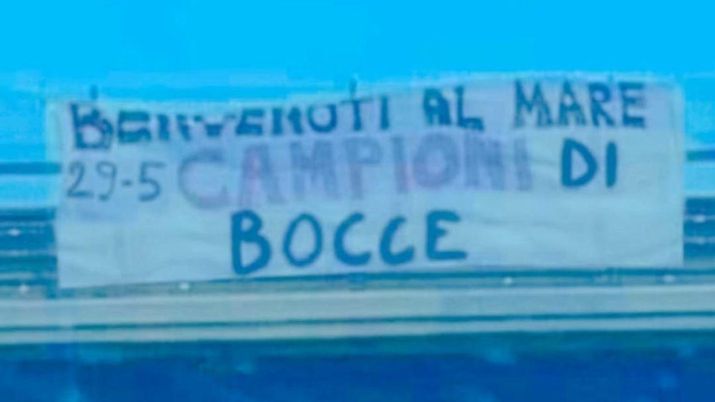 BENVENUTI AL MARE
29-5 CAMPIONI DI
BOCCE